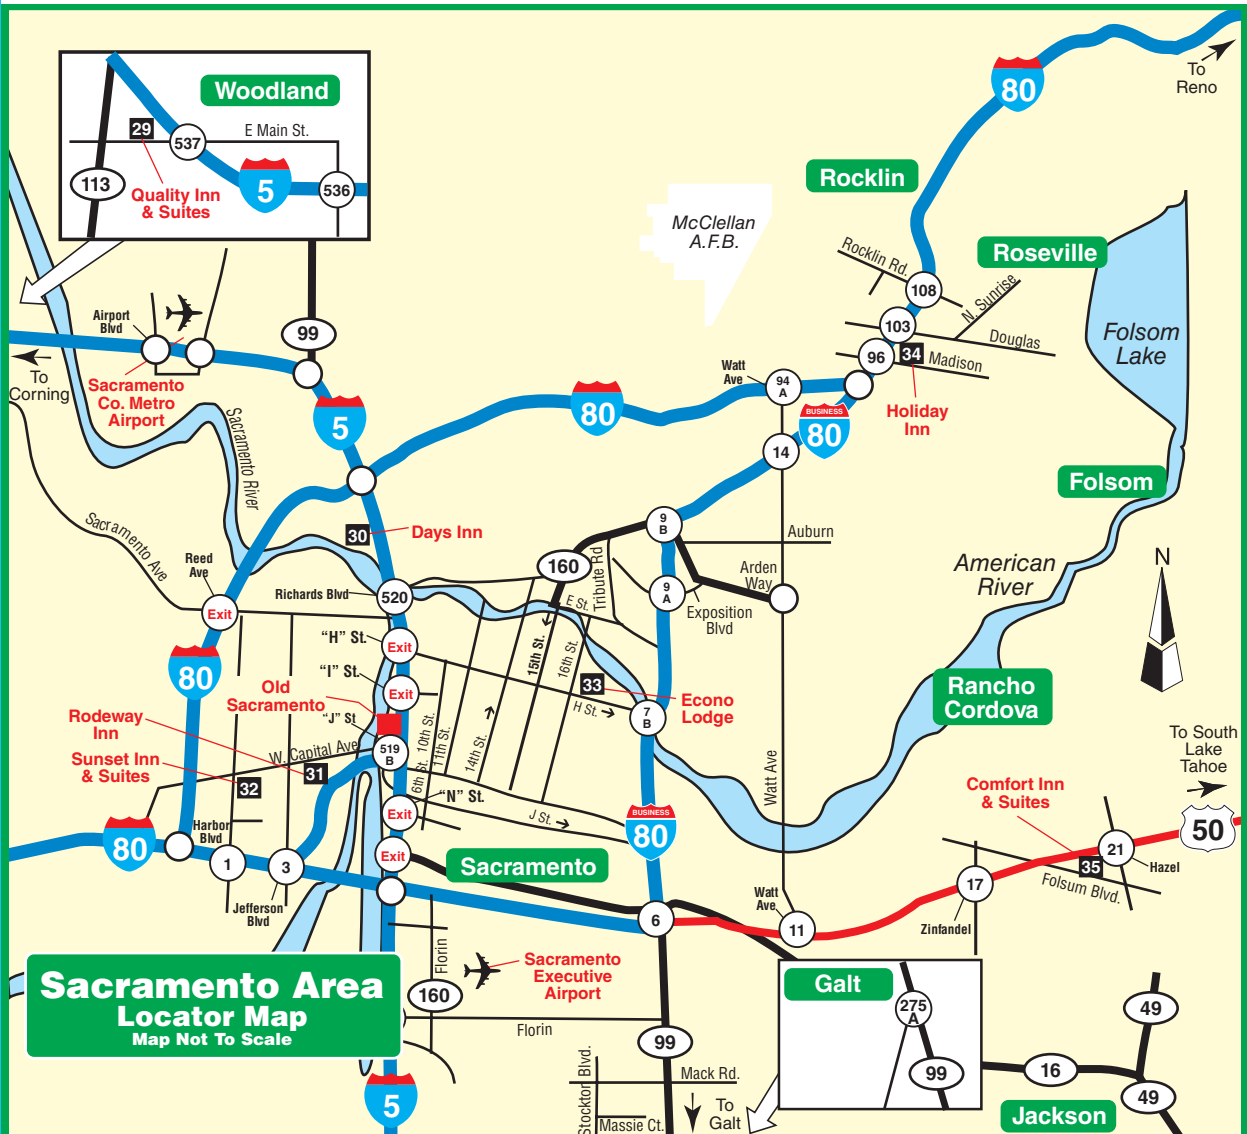 To
Reno
80
Woodland
29
E Main St.
537
113
5
536
Quality Inn
& Suites
Rocklin
McClellan
A.F.B.
Roseville
Rocklin Rd.
108
N. Sunrise
Airport
Blvd
99
103
Douglas
Folsom
Lake
To
Corning
96
34
Madison
Watt
Ave
94
A
Sacramento
Co. Metro
Airport
5
80
BUSINESS
80
Holiday
Inn
Sacramento River
14
Folsom
Sacramento Ave
30
Days Inn
9
B
Auburn
Reed
Ave
160
Tribute Rd
Arden
Way
American
River
N
Richards Blvd
520
9
A
Exit
E St.
Exposition
Blvd
"H" St.
Exit
15th St.
16th St.
80
"I" St.
Exit
33
Econo
Lodge
Rancho
Cordova
Old
Sacramento
H St.
7
B
Rodeway
Inn
"J" St
10th St.
11th St.
14th St.
To South
Lake
Tahoe
W. Capital Ave
519
B
Sunset Inn
& Suites
31
32
6th St.
"N" St.
Watt Ave
Comfort Inn
& Suites
Exit
J St.
BUSINESS
80
50
80
Harbor
Blvd
1
3
Exit
Sacramento
21
35
Hazel
Folsum Blvd.
17
Jefferson
Blvd
Watt
Ave
6
11
Zinfandel
Florin
Sacramento
Executive
Airport
Sacramento Area
Locator Map
Map Not To Scale
160
Galt
275
A
49
Florin
99
Stockton Blvd.
Mack Rd.
99
16
49
5
To
Galt
Massie Ct.
Jackson